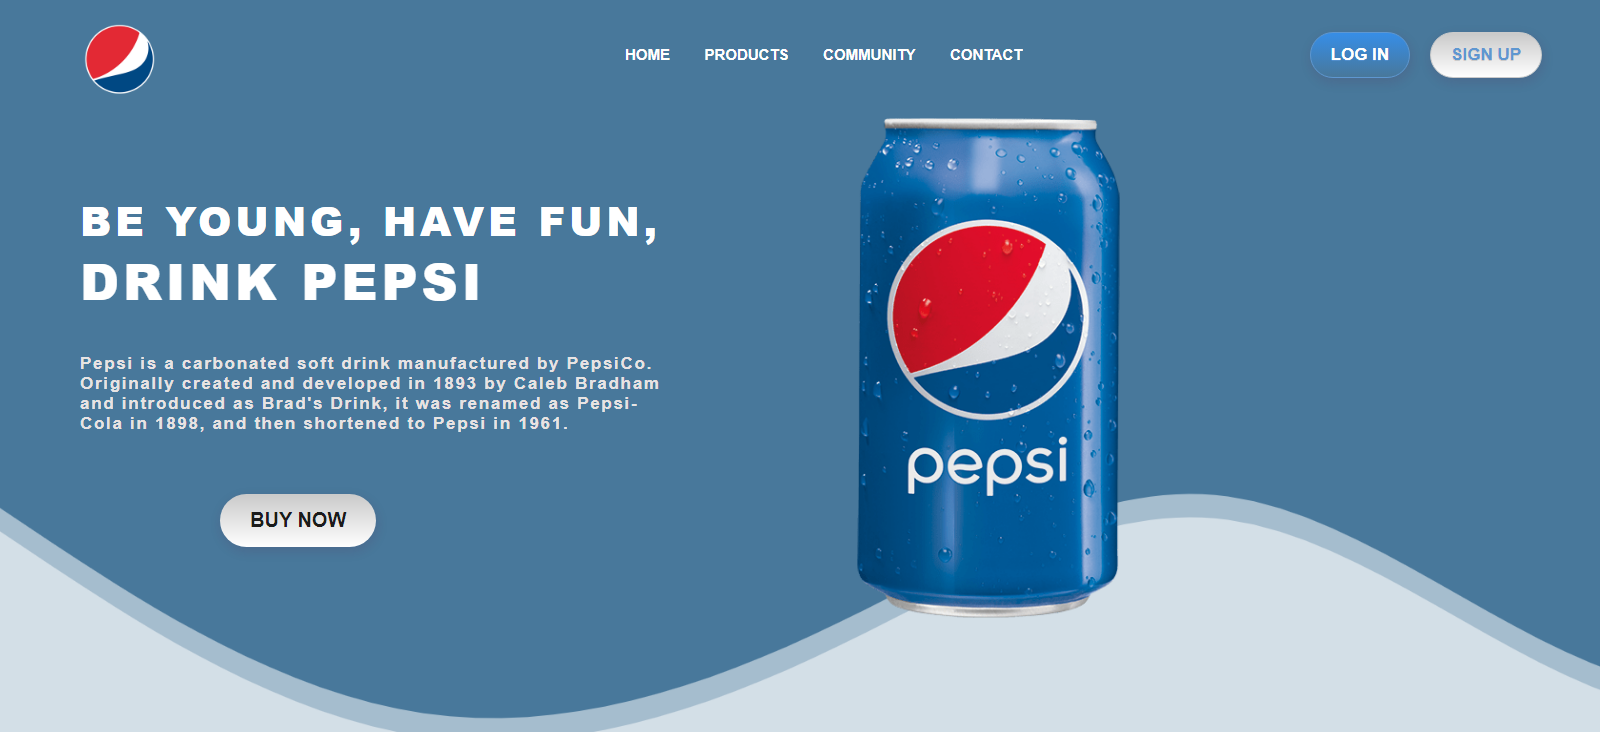 HOME PRODUCTS COMMUNITY CONTACT LOG IN SIGN UP
BE YOUNG, HAVE FUN,
DRINK PEPSI
Pepsi is a carbonated soft drink manufactured by PepsiCo.
Originally created and developed in 1893 by Caleb Bradham
and introduced as Brad's Drink, it was renamed as Pepsi-
Cola in 1898, and then shortened to Pepsi in 1961.
BUY NOW
pepsi